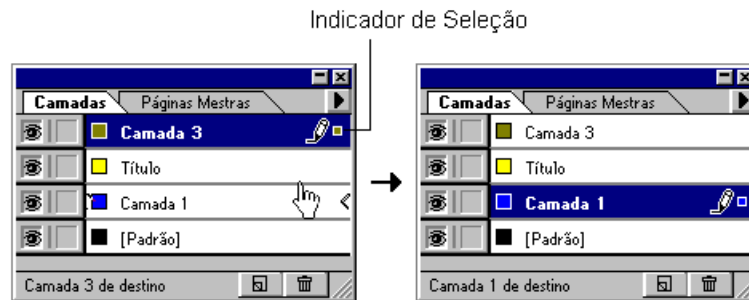 Indicador de Seleção
Camadas Páginas Mestras
Camada 3
Título
Camada 1
[Padrão]
Camada 3 de destino
Camadas Páginas Mestras
Camada 3
Título
Camada 1
[Padrão]
Camada 1 de destino